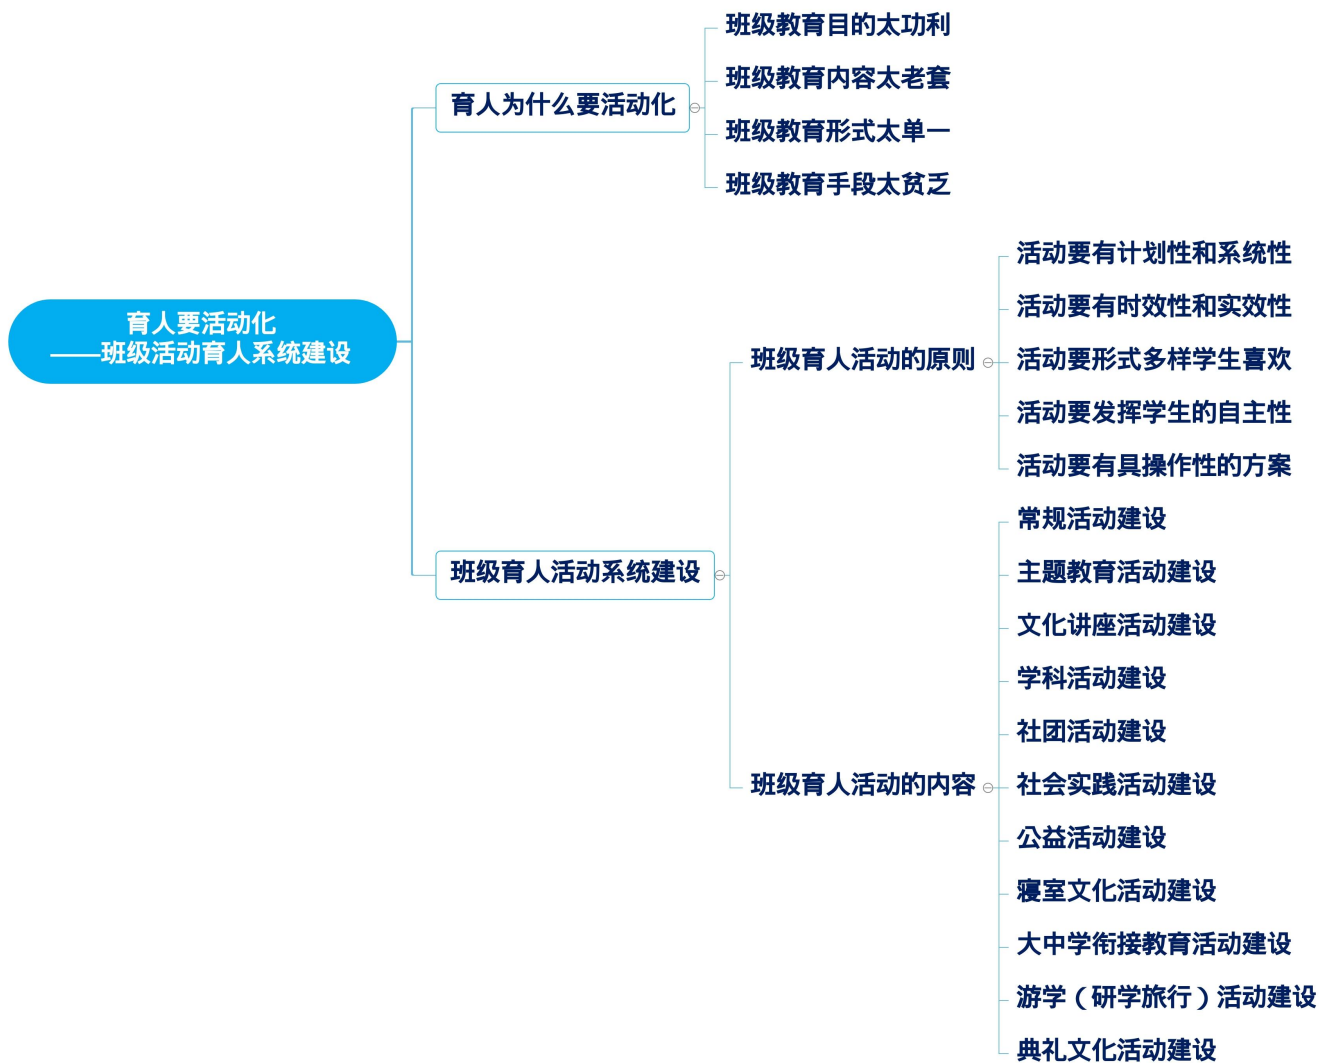 育人要活动化
——班级活动育人系统建设
育人为什么要活动化
班级教育目的太功利
班级教育内容太老套
班级教育形式太单一
班级教育手段太贫乏
班级育人活动系统建设
班级育人活动的原则
活动要有计划性和系统性
活动要有时效性和实效性
活动要形式多样学生喜欢
活动要发挥学生的自主性
活动要有具操作性的方案
班级育人活动的内容
常规活动建设
主题教育活动建设
文化讲座活动建设
学科活动建设
社团活动建设
社会实践活动建设
公益活动建设
寝室文化活动建设
大中学衔接教育活动建设
游学（研学旅行）活动建设
典礼文化活动建设